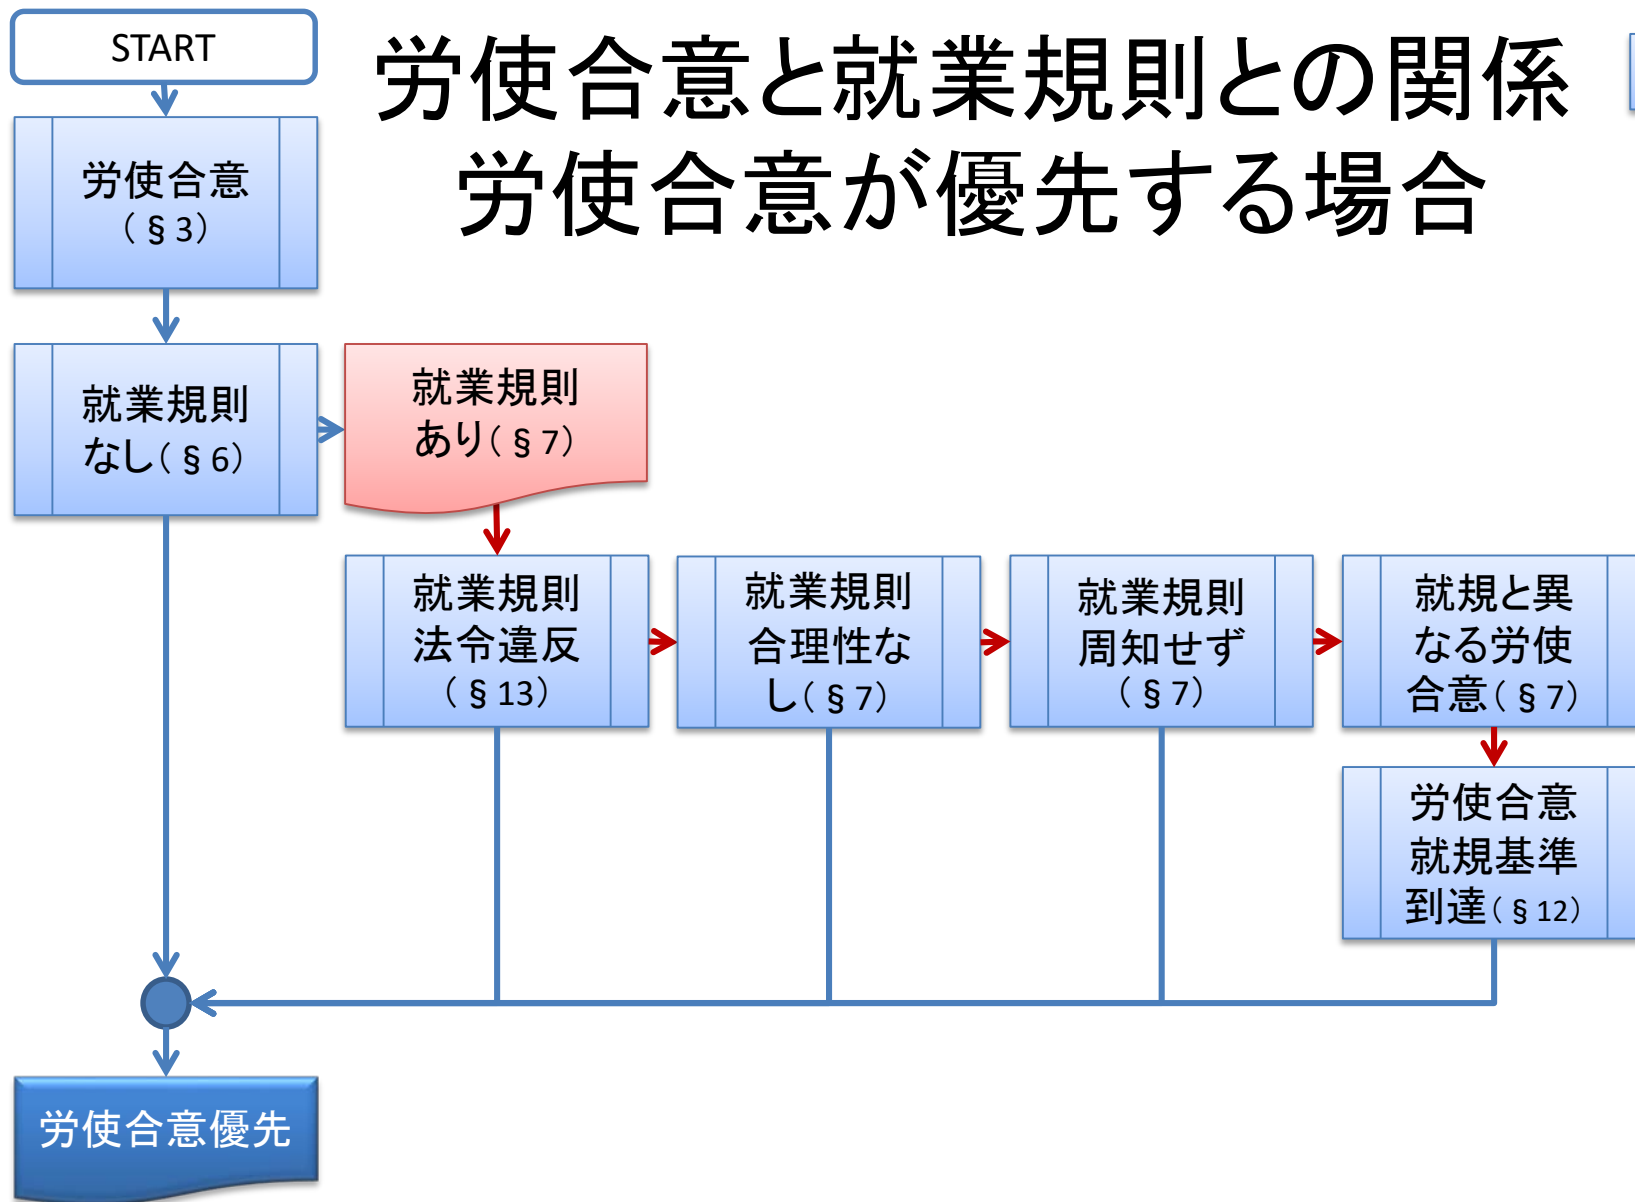 START
労使合意と就業規則との関係
労使合意が優先する場合
労使合意
（§3）
就業規則
なし（§6）
就業規則
あり（§7）
就業規則
法令違反
（§13）
就業規則
合理性な
し（§7）
就業規則
周知せず
（§7）
就規と異
なる労使
合意（§7）
労使合意
就規基準
到達（§12）
労使合意優先